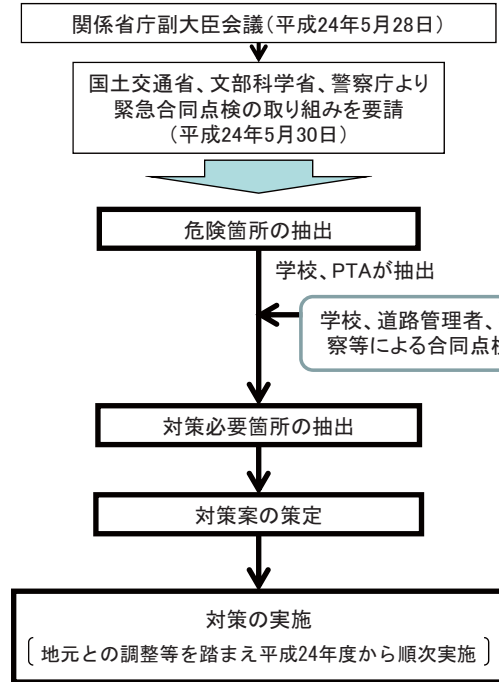 関係省庁副大臣会議(平成24年5月28日)
国土交通省、文部科学省、警察庁より
緊急合同点検の取り組みを要請
(平成24年5月30日)
危険箇所の抽出
学校、PTAが抽出
学校、道路管理者、
察等による合同点検
対策必要箇所の抽出
対策案の策定
対策の実施
〔地元との調整等を踏まえ平成24年度から順次実施〕